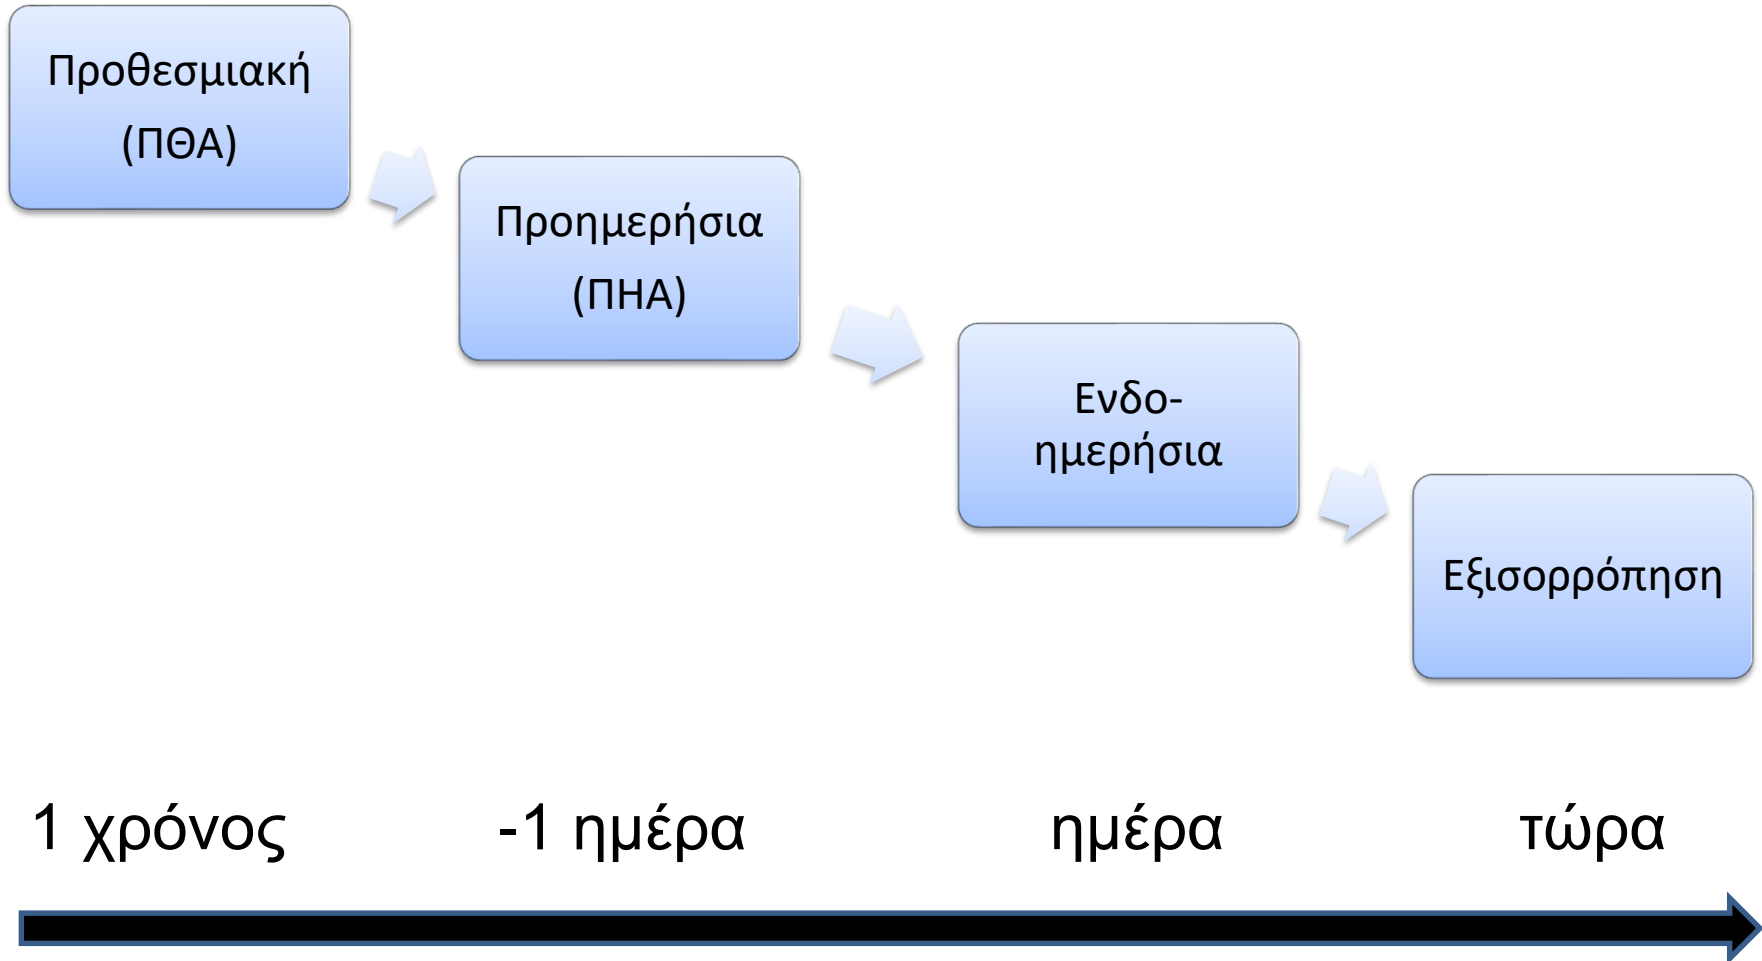 Προθεσμιακή
(ΠΘΑ)
Προημερήσια
(ΠΗΑ)
Ενδο-
ημερήσια
Εξισορρόπηση
1 χρόνος
-1 ημέρα
ημέρα
τώρα